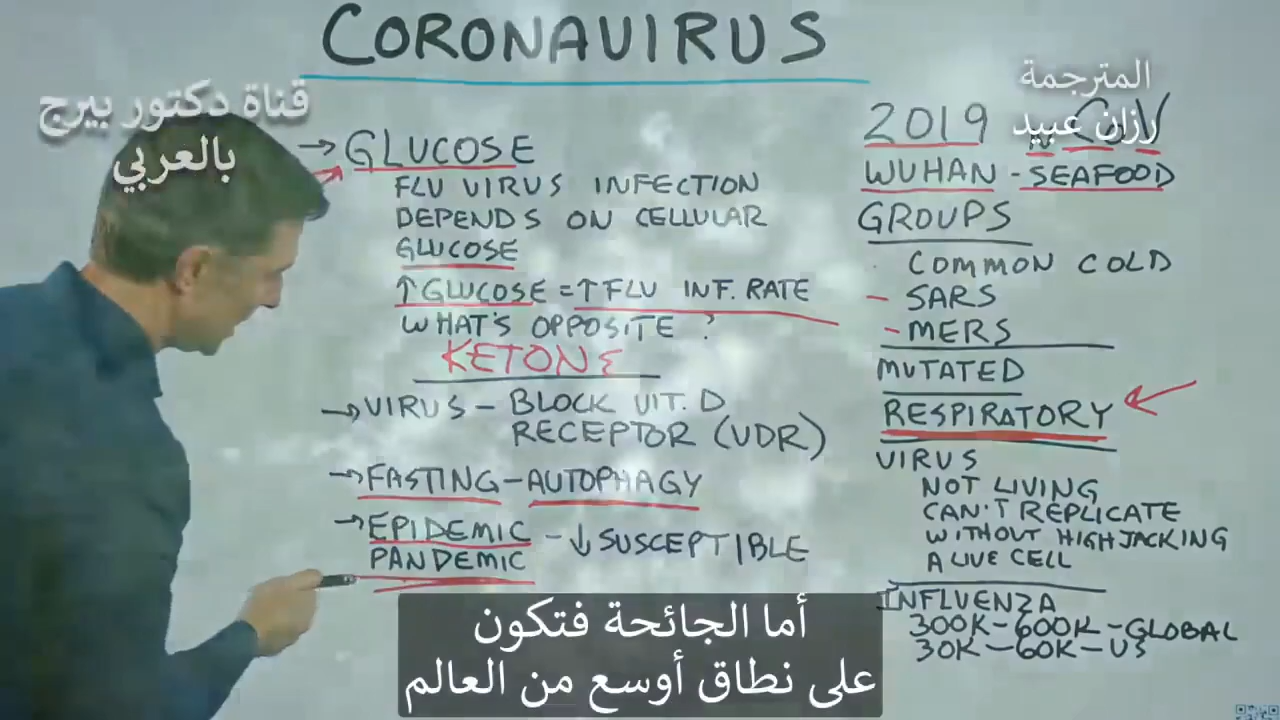 CORONAVIRUS
قناة دكتور بيرج
بالعربي
→ GLUCOSE
FLU VIRUS INFECTION
DEPENDS ON CELLULAR
GLUCOSE
↑GLUCOSE = ↑FLU INF. RATE
WHAT'S OPPOSITE ?
KETONE
→VIRUS – BLOCK VIT. D
RECEPTOR (VDR)
→FASTING – AUTOPHAGY
→EPIDEMIC – ↓SUSCEPTIBLE
PANDEMIC
المترجمة
رزان عبيد
2019 CoV
WUHAN - SEAFOOD
GROUPS
COMMON COLD
- SARS
- MERS
MUTATED
RESPIRATORY
VIRUS
NOT LIVING
CAN'T REPLICATE
WITHOUT HIGHJACKING
A LIVE CELL
INFLUENZA
300K – 600K – GLOBAL
30K – 60K – US
أما الجائحة فتكون
على نطاق أوسع من العالم